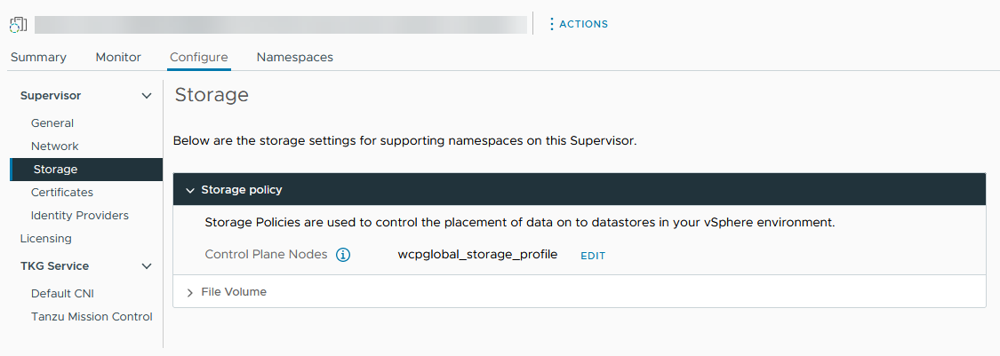 ACTIONS
Summary Monitor Configure Namespaces
Supervisor
General
Network
Storage
Certificates
Identity Providers
Licensing
TKG Service
Default CNI
Tanzu Mission Control
Storage
Below are the storage settings for supporting namespaces on this Supervisor.
Storage policy
Storage Policies are used to control the placement of data on to datastores in your vSphere environment.
Control Plane Nodes wcpglobal_storage_profile EDIT
File Volume